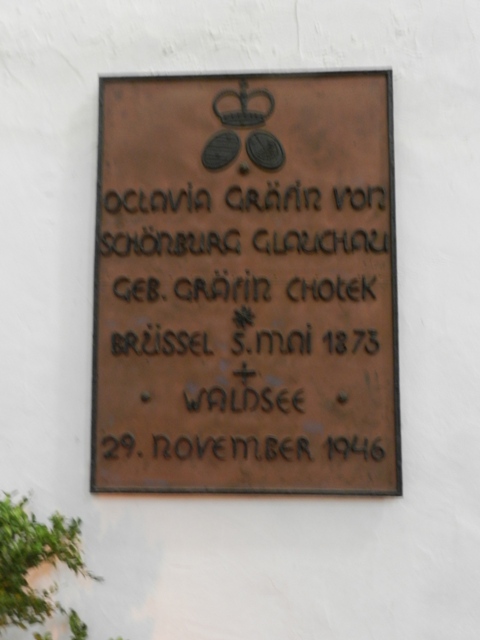 OCTAVIA GRÄFIN VON
SCHÖNBURG GLAUCHAU
GEB. GRÄFIN CHOTEK
*
BRÜSSEL 5. MAI 1873
+
· WALDSEE ·
29. NOVEMBER 1946